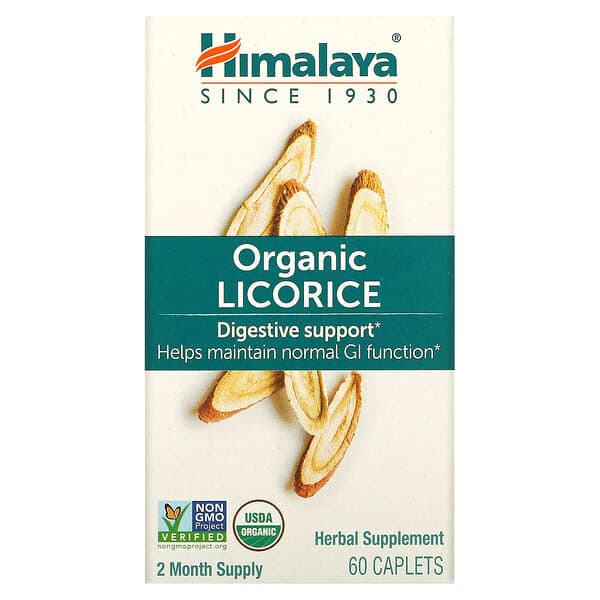 Himalaya®
SINCE 1930
Organic
LICORICE
Digestive support*
Helps maintain normal GI function*
NON
GMO
Project
VERIFIED
nongmoproject.org
USDA
ORGANIC
Herbal Supplement
2 Month Supply
60 CAPLETS